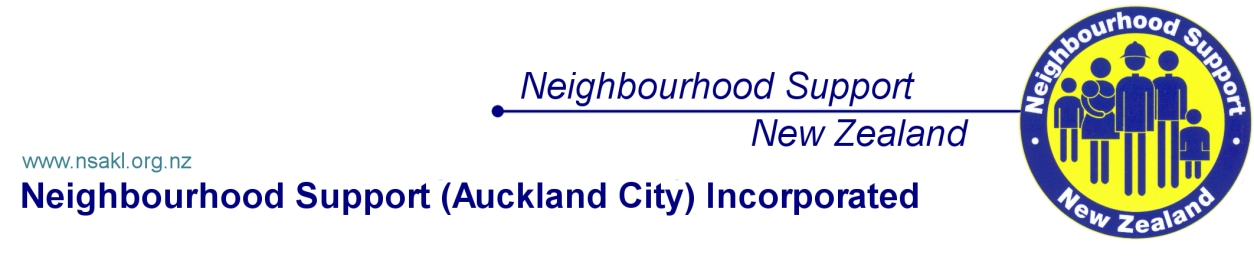 Neighbourhood Support
New Zealand
www.nsakl.org.nz
Neighbourhood Support (Auckland City) Incorporated
Neighbourhood Support
New Zealand